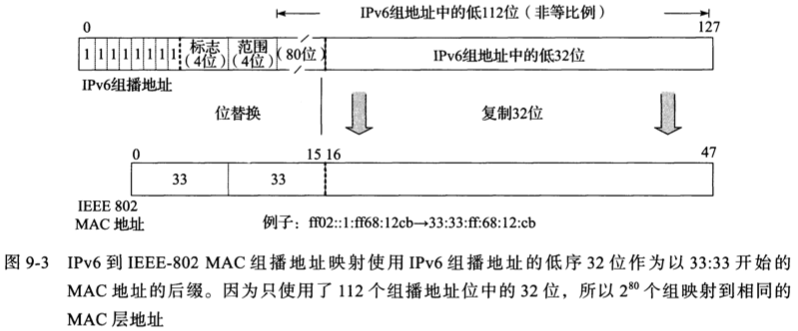 IPv6组地址中的低112位（非等比例）
0 127
1 1 1 1 1 1 1 1 标志 范围
(4位) (4位) (80位) IPv6组地址中的低32位
IPv6组播地址
位替换 复制32位
0 15 16 47
33 33
IEEE 802
MAC 地址 例子：ff02::1:ff68:12cb→33:33:ff:68:12:cb
图 9-3 IPv6 到 IEEE-802 MAC 组播地址映射使用 IPv6 组播地址的低序 32 位作为以 33:33 开始的
MAC 地址的后缀。因为只使用了 112 个组播地址位中的 32 位，所以 2⁸⁰ 个组映射到相同的
MAC 层地址